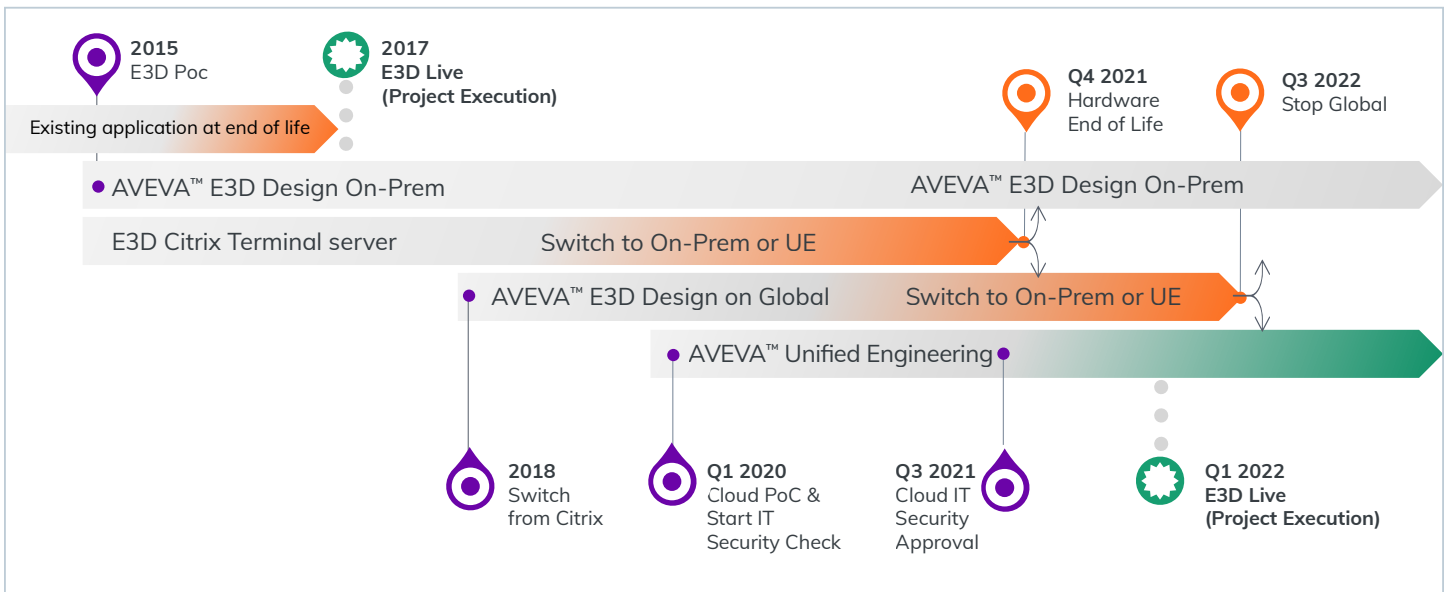 2015
E3D Poc
2017
E3D Live
(Project Execution)
Q4 2021
Hardware
End of Life
Q3 2022
Stop Global
Existing application at end of life
AVEVA™ E3D Design On-Prem
AVEVA™ E3D Design On-Prem
E3D Citrix Terminal server
Switch to On-Prem or UE
AVEVA™ E3D Design on Global
Switch to On-Prem or UE
AVEVA™ Unified Engineering
2018
Switch
from Citrix
Q1 2020
Cloud PoC &
Start IT
Security Check
Q3 2021
Cloud IT
Security
Approval
Q1 2022
E3D Live
(Project Execution)